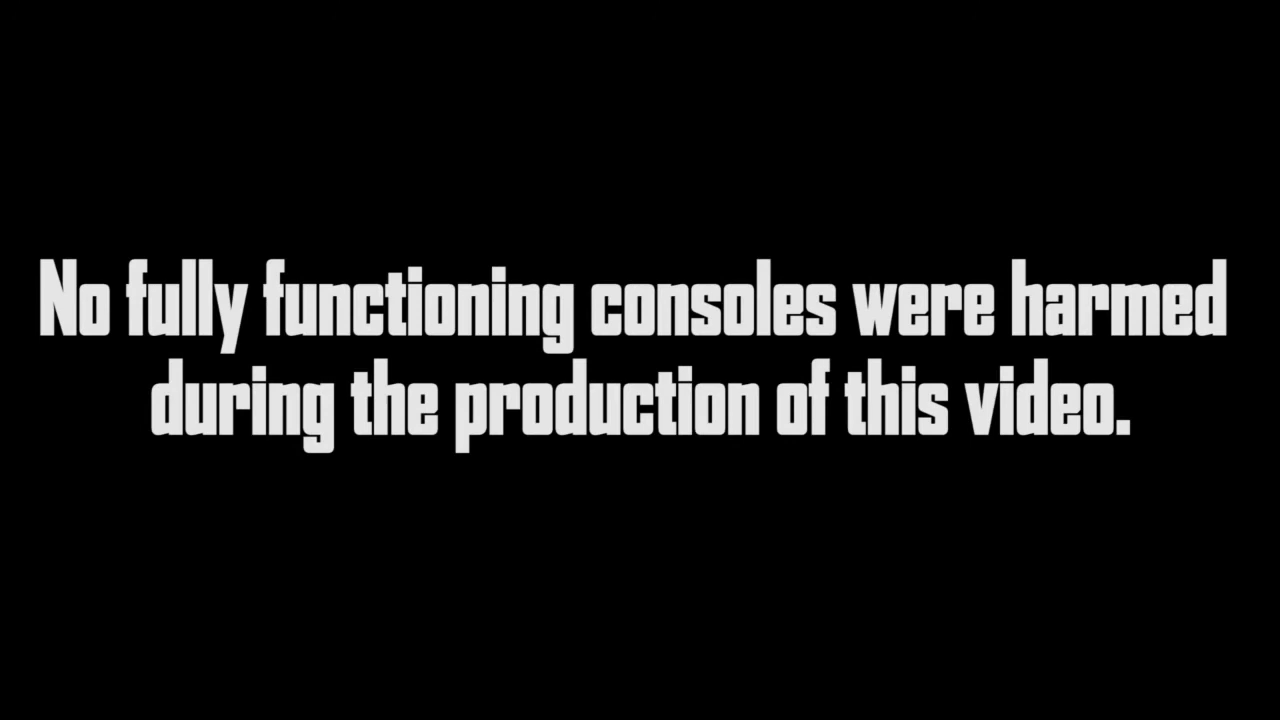 No fully functioning consoles were harmed
during the production of this video.